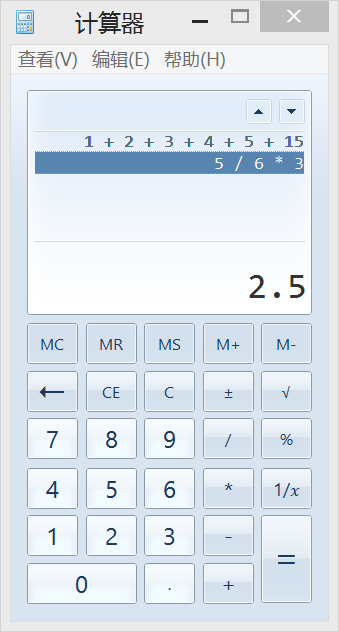 计算器
查看(V) 编辑(E) 帮助(H)
1 + 2 + 3 + 4 + 5 + 15
5 / 6 * 3
2.5
MC MR MS M+ M-
← CE C ± √
7 8 9 / %
4 5 6 * 1/x
1 2 3 - =
0 . +